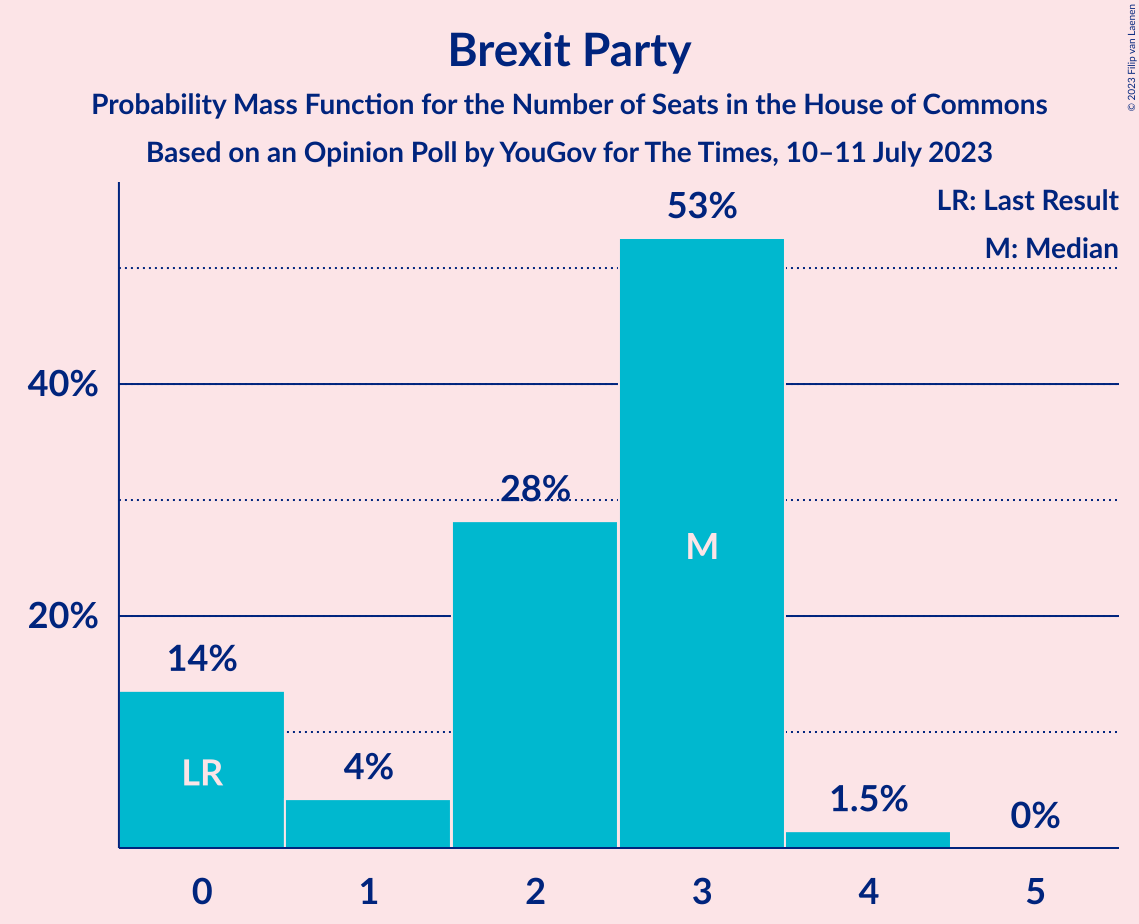 Brexit Party
Probability Mass Function for the Number of Seats in the House of Commons
Based on an Opinion Poll by YouGov for The Times, 10–11 July 2023
© 2023 Filip van Laenen
LR: Last Result
M: Median
53%
40%
28%
M
20%
14%
LR
4%
1.5%
0%
0 1 2 3 4 5